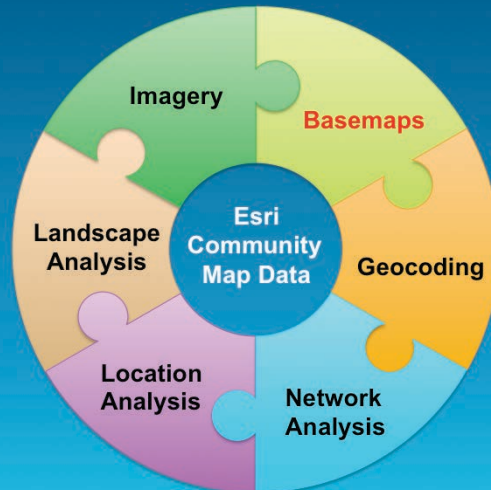 Imagery
Basemaps
Esri
Community
Map Data
Landscape
Analysis
Geocoding
Location
Analysis
Network
Analysis